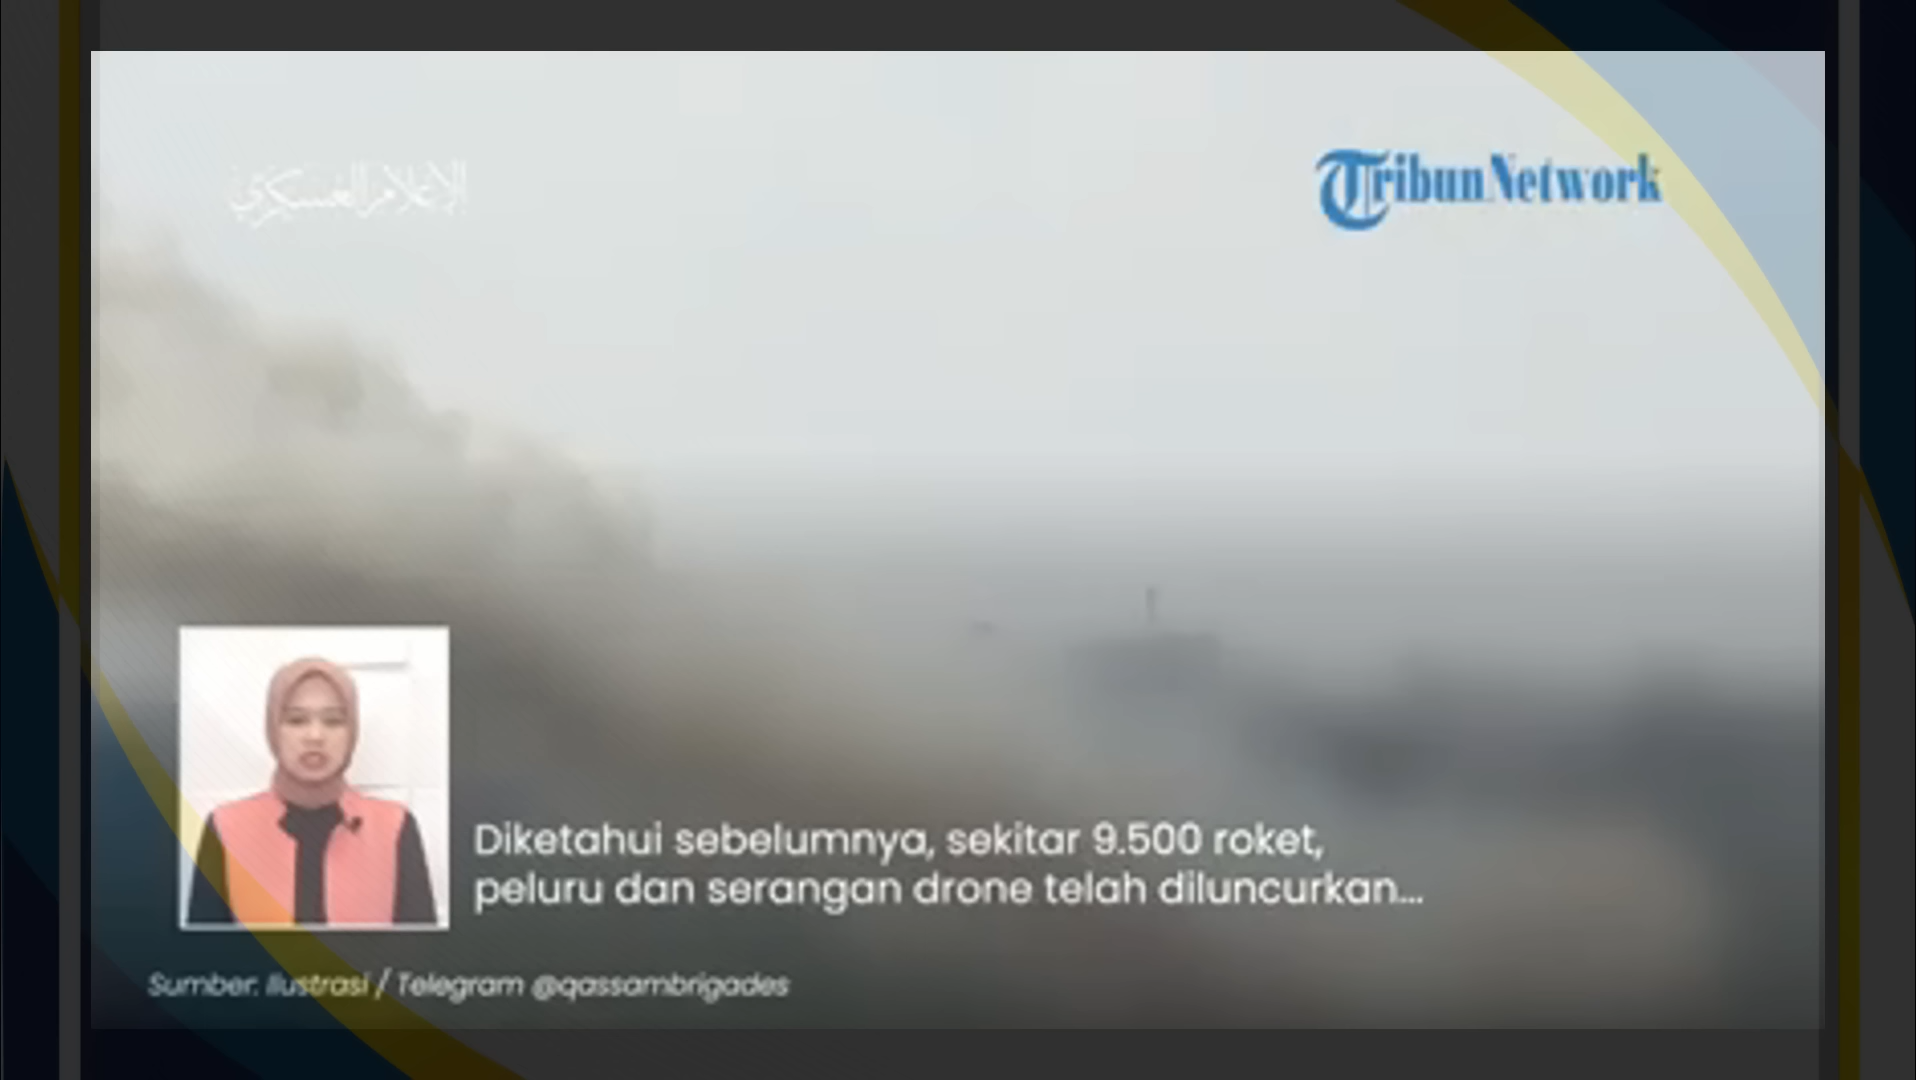 الإعلام العسكري
TribunNetwork
Diketahui sebelumnya, sekitar 9.500 roket,
peluru dan serangan drone telah diluncurkan...
Sumber: Ilustrasi / Telegram @qassambrigades